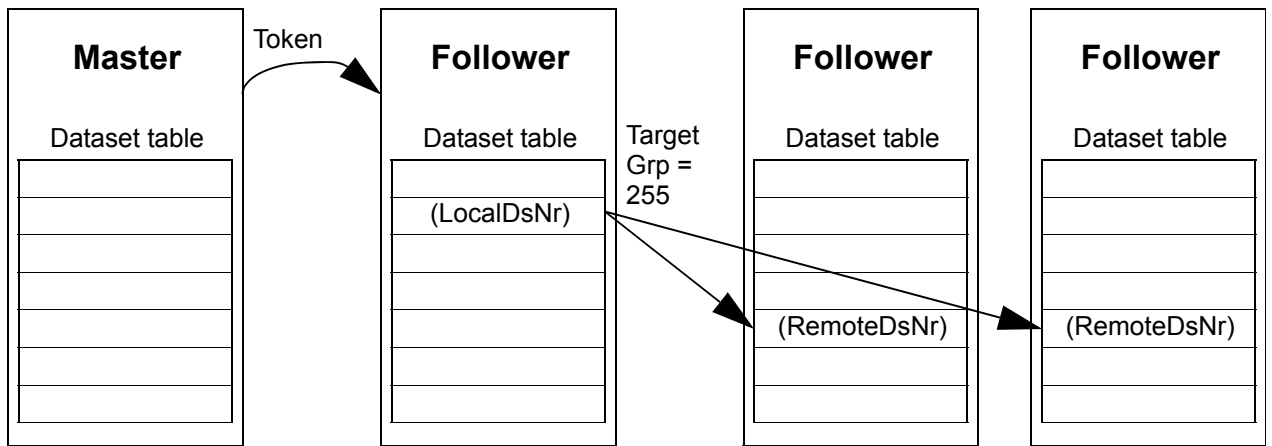 Master
Token
Follower
Follower
Follower
Dataset table
Dataset table
Target
Grp =
255
Dataset table
Dataset table
(LocalDsNr)
(RemoteDsNr)
(RemoteDsNr)